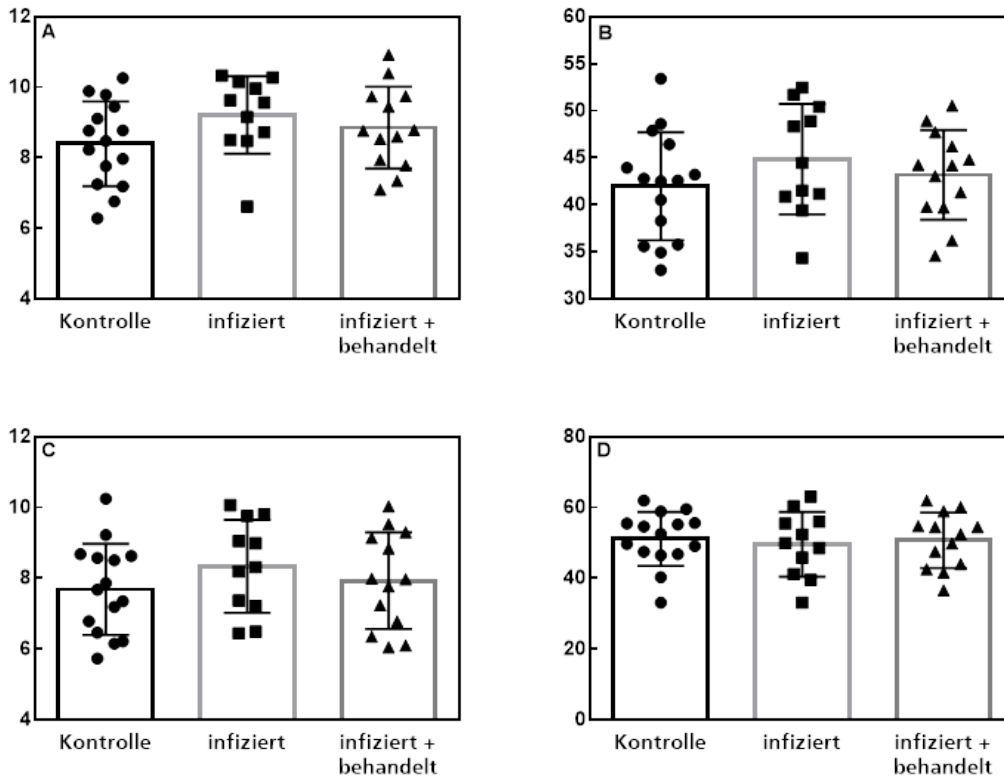 A
12
10
8
6
4
Kontrolle
infiziert
infiziert +
behandelt
B
60
55
50
45
40
35
30
Kontrolle
infiziert
infiziert +
behandelt
C
12
10
8
6
4
Kontrolle
infiziert
infiziert +
behandelt
D
80
60
40
20
0
Kontrolle
infiziert
infiziert +
behandelt